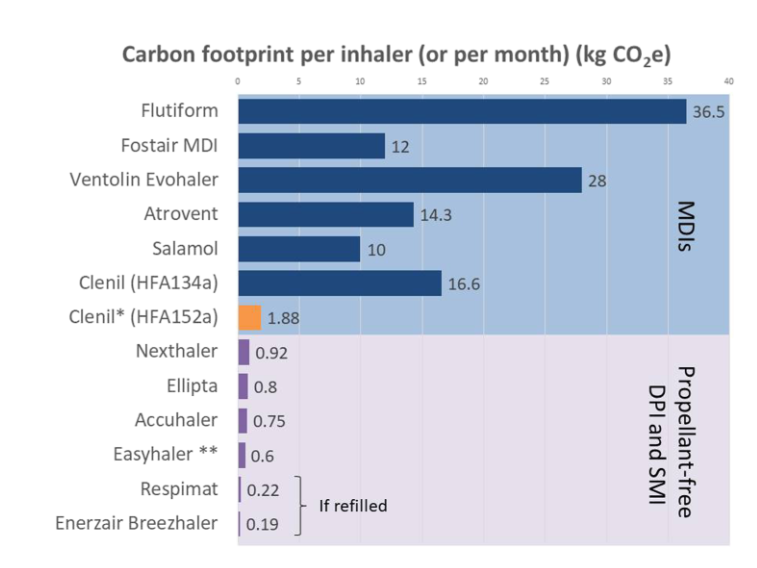 Carbon footprint per inhaler (or per month) (kg CO₂e)
0 5 10 15 20 25 30 35 40
Flutiform 36.5
Fostair MDI 12
Ventolin Evohaler 28
Atrovent 14.3
Salamol 10
Clenil (HFA134a) 16.6
Clenil* (HFA152a) 1.88
MDIs
Nexthaler 0.92
Ellipta 0.8
Accuhaler 0.75
Easyhaler ** 0.6
Respimat 0.22
Enerzair Breezhaler 0.19
If refilled
Propellant-free
DPI and SMI